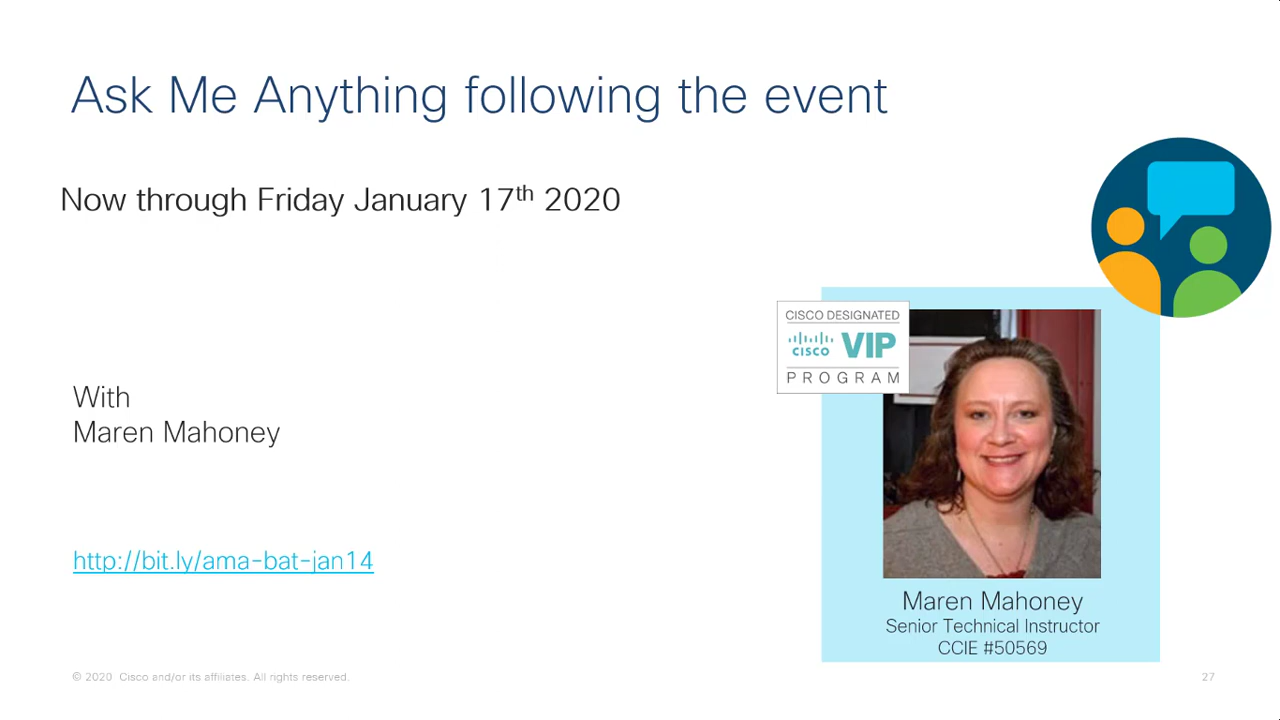 Ask Me Anything following the event
Now through Friday January 17th 2020
CISCO DESIGNATED
CISCO VIP
PROGRAM
With
Maren Mahoney
http://bit.ly/ama-bat-jan14
Maren Mahoney
Senior Technical Instructor
CCIE #50569
© 2020 Cisco and/or its affiliates. All rights reserved.
27